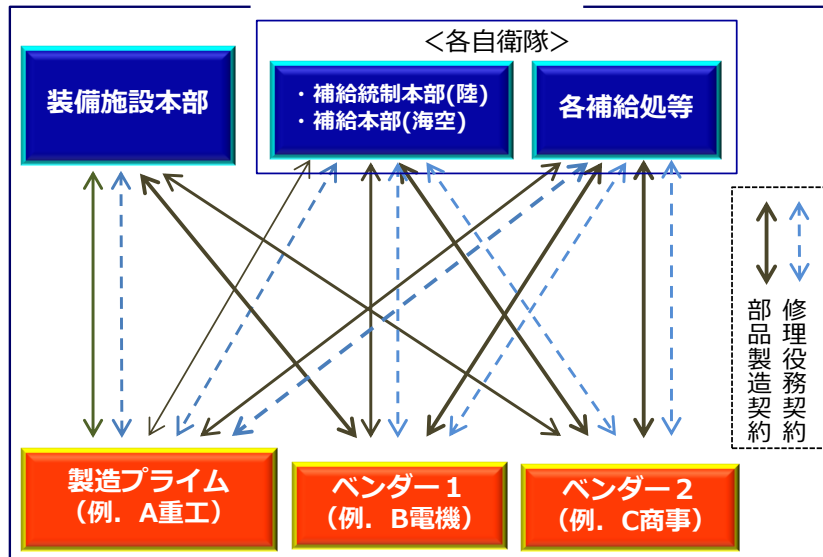 ＜各自衛隊＞
装備施設本部
・補給統制本部(陸)
・補給本部(海空)
各補給処等
部品製造契約
修理役務契約
製造プライム
（例．A重工）
ベンダー１
（例．B電機）
ベンダー２
（例．C商事）